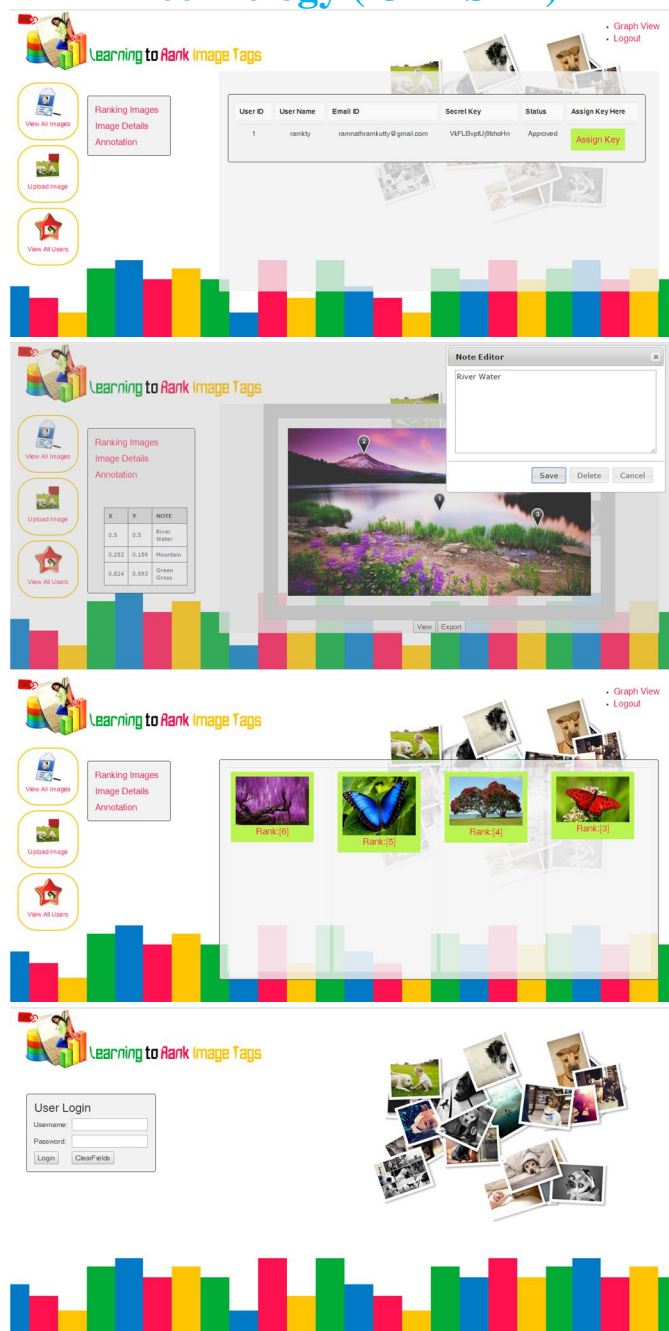 Learning to Rank Image Tags
Graph View
Logout
View All Images
Upload Image
View All Users
Ranking Images
Image Details
Annotation
User ID User Name Email ID Secret Key Status Assign Key Here
1 ramkty ramnathramkutty@gmail.com Approved Assign Key
Learning to Rank Image Tags
View All Images
Upload Image
View All Users
Ranking Images
Image Details
Annotation
X Y NOTE
0.5 0.5 River Water
0.252 0.159 Mountain
0.824 0.593 Green Gross
2
1
3
View Export
Note Editor
River Water
Save Delete Cancel
Learning to Rank Image Tags
Graph View
Logout
View All Images
Upload Image
View All Users
Ranking Images
Image Details
Annotation
Rank:[6] Rank:[5] Rank:[4] Rank:[3]
Learning to Rank Image Tags
User Login
Username:
Password:
Login ClearFields